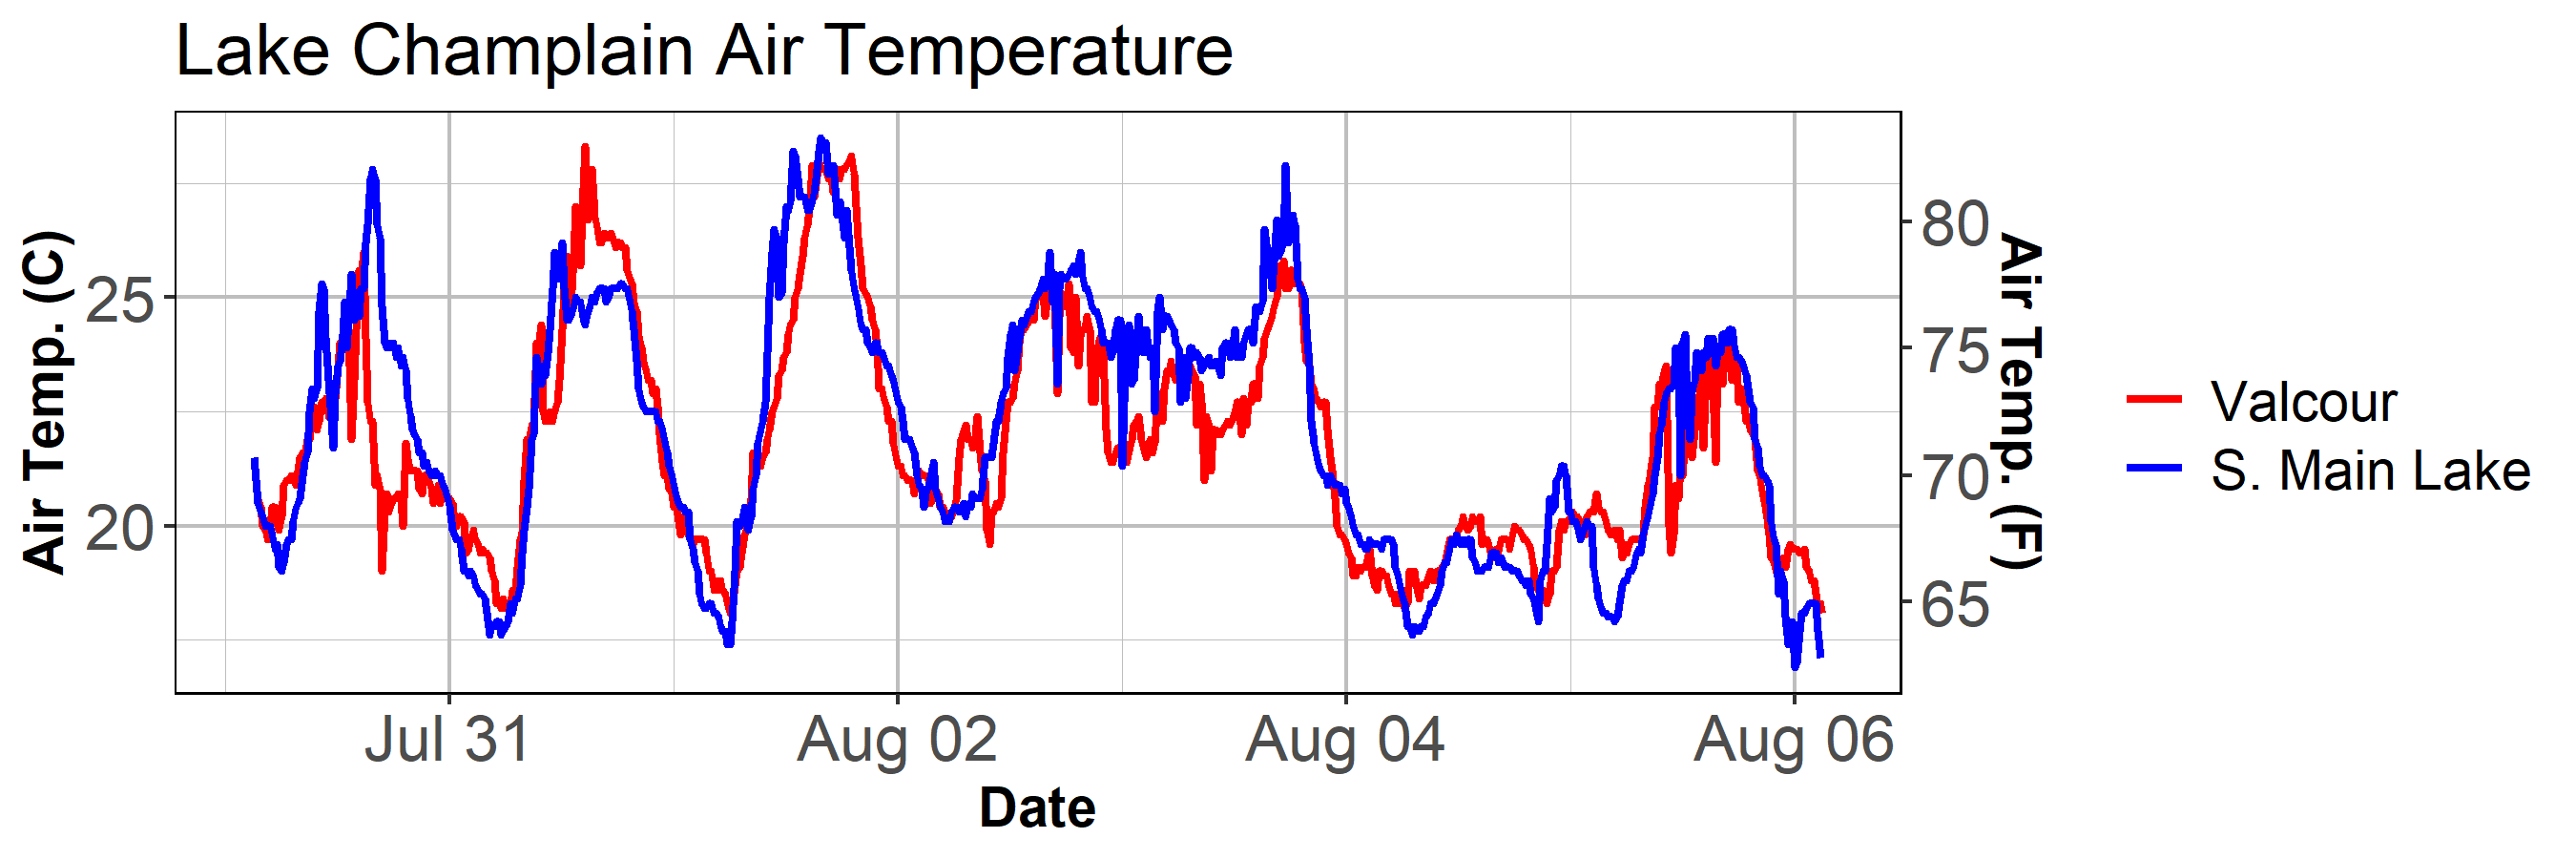 Lake Champlain Air Temperature
Air Temp. (C)
25
20
80
75
70
65
Air Temp. (F)
Valcour
S. Main Lake
Jul 31
Aug 02
Aug 04
Aug 06
Date